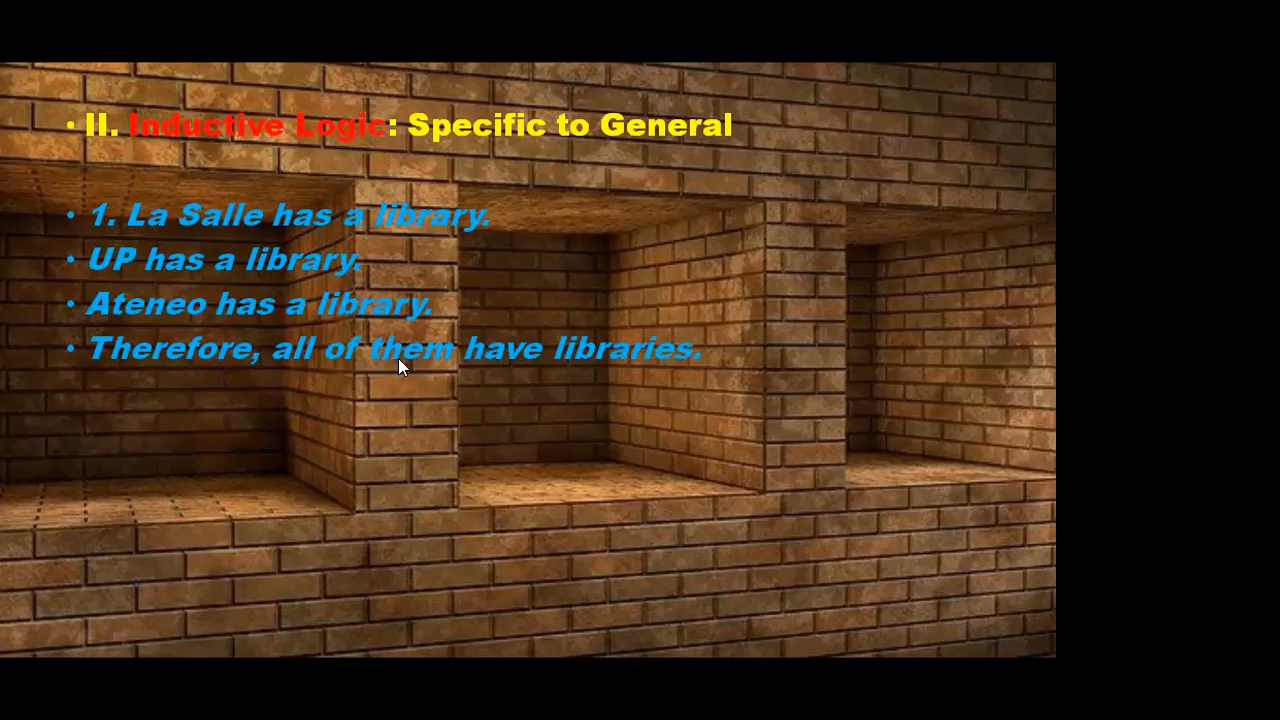 • II. Inductive Logic: Specific to General
• 1. La Salle has a library.
• UP has a library.
• Ateneo has a library.
• Therefore, all of them have libraries.